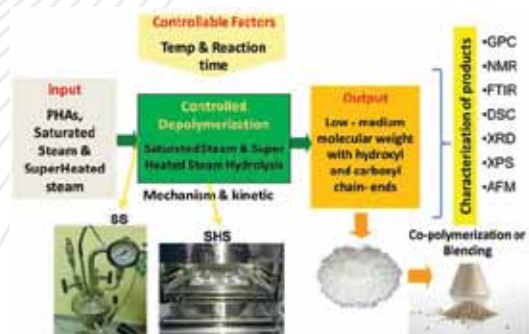 Controllable Factors
Temp & Reaction
time
Input
PHAs,
Saturated
Steam &
SuperHeated
steam
Controlled
Depolymerization
Saturated Steam & Super
Heated Steam Hydrolysis
Mechanism & kinetic
SS
SHS
Output
Low - medium
molecular weight
with hydroxyl
and carboxyl
chain- ends
Characterization of products
•GPC
•NMR
•FTIR
•DSC
•XRD
•XPS
•AFM
Co-polymerization or
Blending